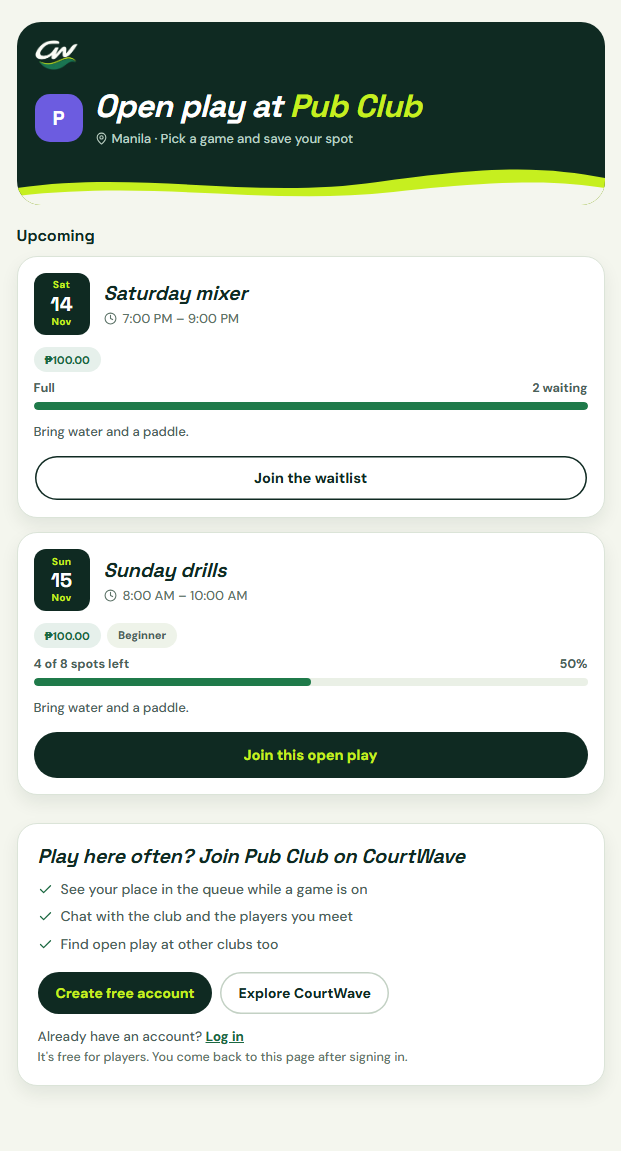 CW
P
Open play at Pub Club
Manila · Pick a game and save your spot
Upcoming
Sat
14
Nov
Saturday mixer
7:00 PM – 9:00 PM
₱100.00
Full
2 waiting
Bring water and a paddle.
Join the waitlist
Sun
15
Nov
Sunday drills
8:00 AM – 10:00 AM
₱100.00
Beginner
4 of 8 spots left
50%
Bring water and a paddle.
Join this open play
Play here often? Join Pub Club on CourtWave
See your place in the queue while a game is on
Chat with the club and the players you meet
Find open play at other clubs too
Create free account
Explore CourtWave
Already have an account? Log in
It's free for players. You come back to this page after signing in.